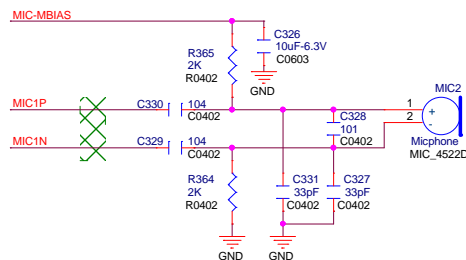 MIC-MBIAS
C326
10uF-6.3V
C0603
R365
2K
R0402
GND
MIC1P
C330
104
C0402
1
MIC2
C328
101
C0402
2
+
-
MIC1N
C329
104
C0402
Micphone
MIC_4522D
R364
2K
R0402
C331
33pF
C0402
C327
33pF
C0402
GND
GND